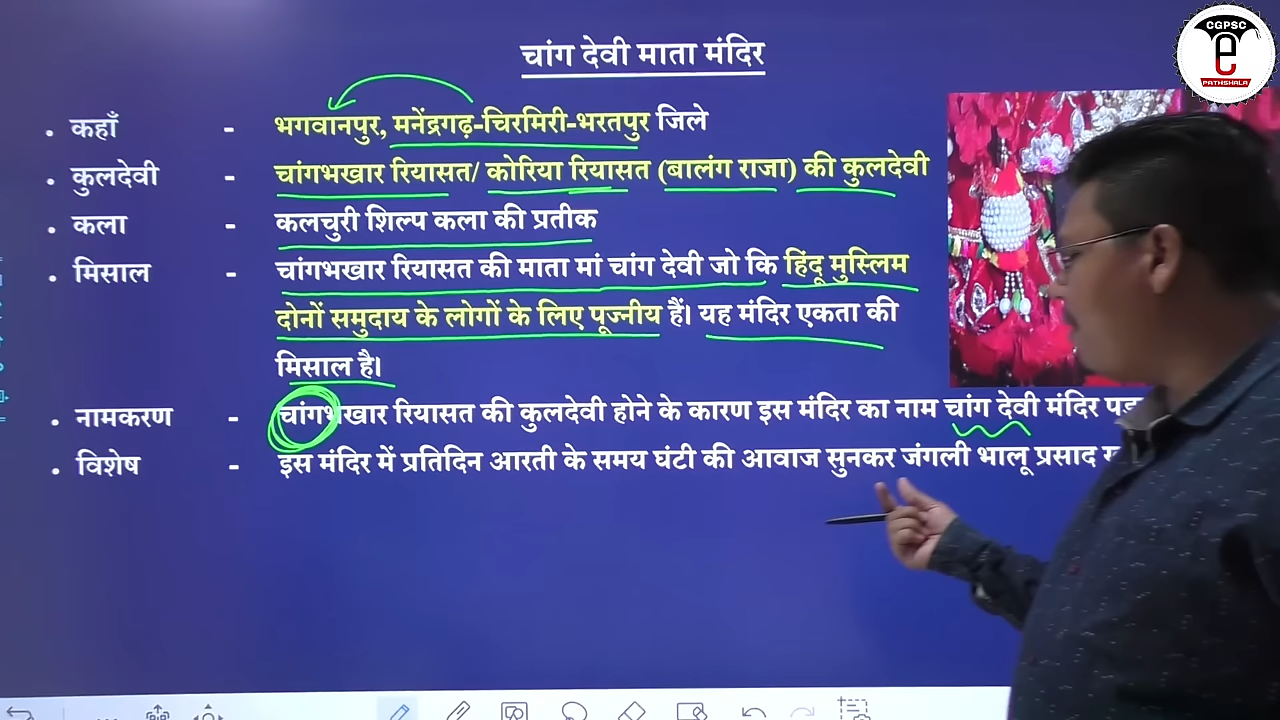 CGPSC
e
PATHSHALA
चांग देवी माता मंदिर
• कहाँ - भगवानपुर, मनेंद्रगढ़-चिरमिरी-भरतपुर जिले
• कुलदेवी - चांगभखार रियासत/ कोरिया रियासत (बालंग राजा) की कुलदेवी
• कला - कलचुरी शिल्प कला की प्रतीक
• मिसाल - चांगभखार रियासत की माता मां चांग देवी जो कि हिंदू मुस्लिम
दोनों समुदाय के लोगों के लिए पूज्नीय हैं। यह मंदिर एकता की
मिसाल है।
• नामकरण - चांगभखार रियासत की कुलदेवी होने के कारण इस मंदिर का नाम चांग देवी मंदिर
• विशेष - इस मंदिर में प्रतिदिन आरती के समय घंटी की आवाज सुनकर जंगली भालू प्रसाद